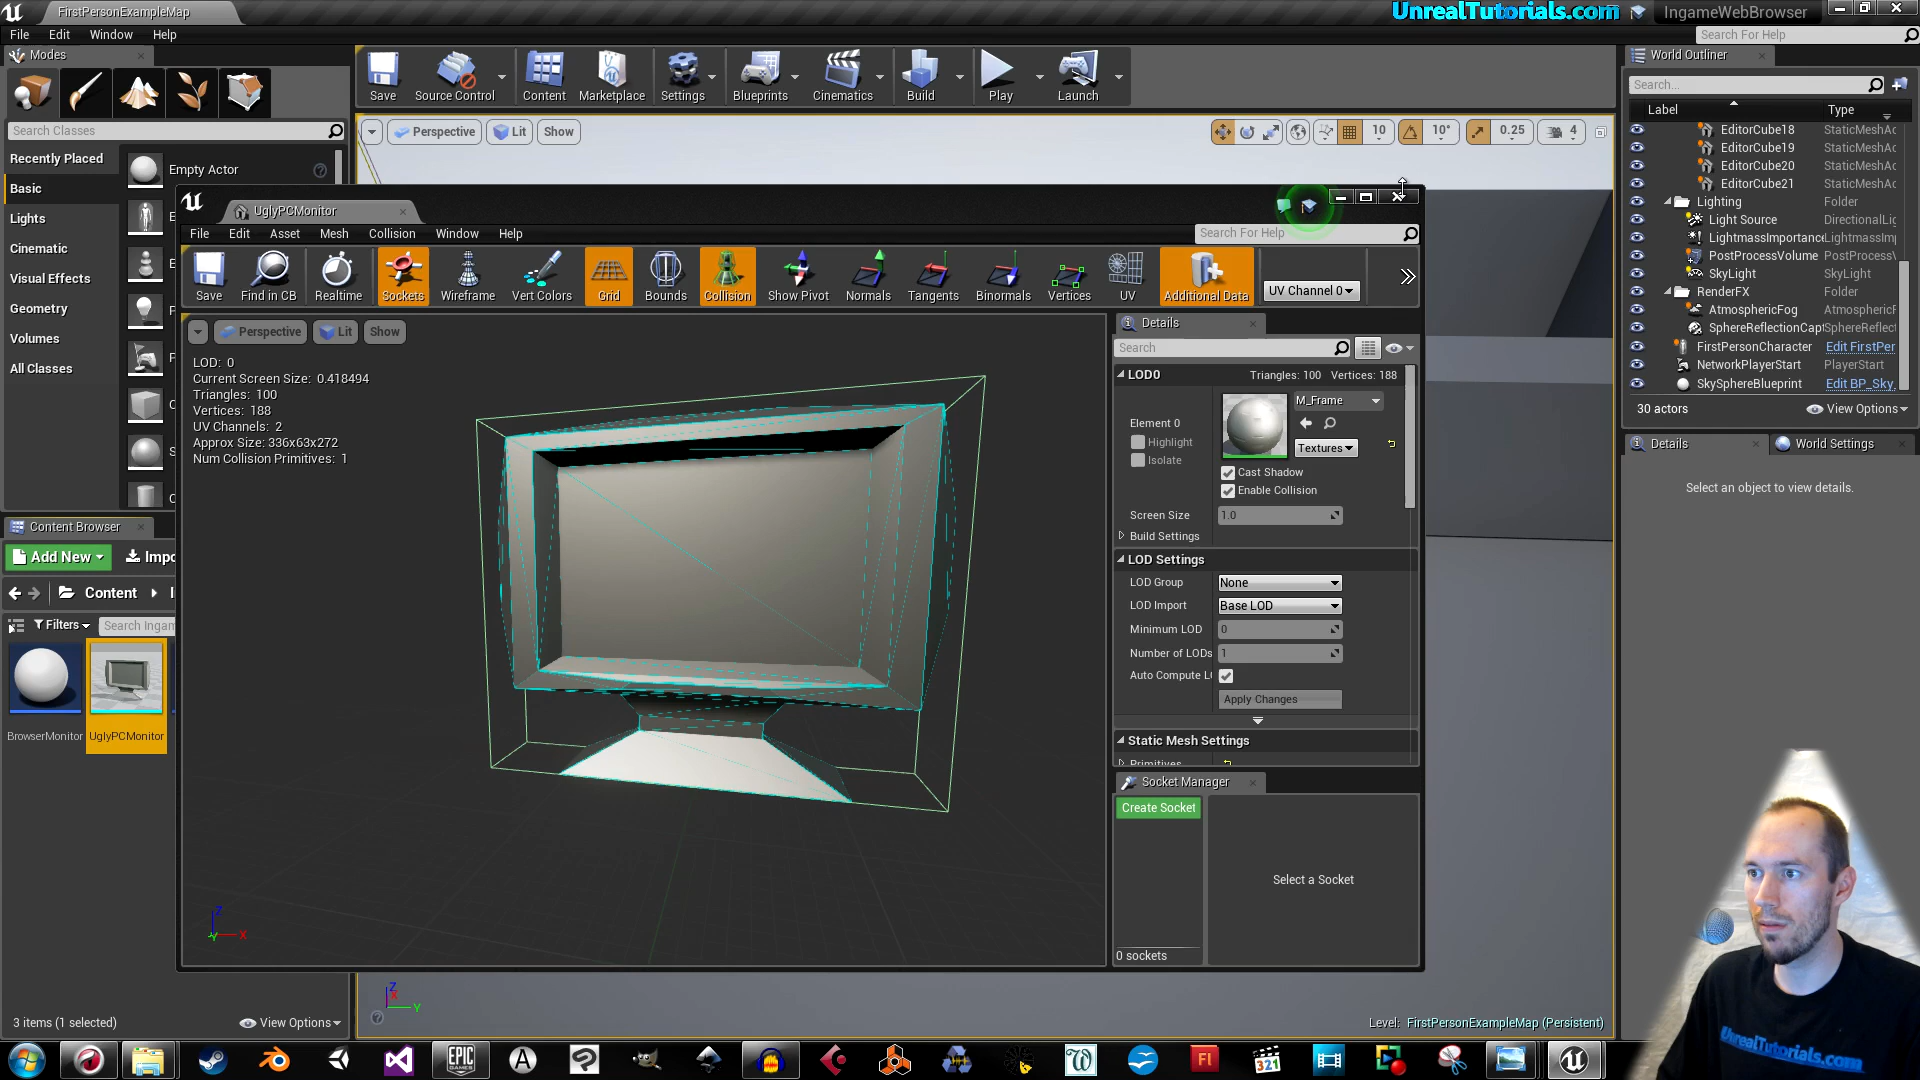 FirstPersonExampleMap
UnrealTutorials.com
IngameWebBrowser
File Edit Window Help
Search For Help
Modes
Save
Source Control
Content
Marketplace
Settings
Blueprints
Cinematics
Build
Play
Launch
World Outliner
Search...
Label
Type
Search Classes
Perspective
Lit
Show
10
10°
0.25
4
EditorCube18 StaticMeshAc
EditorCube19 StaticMeshAc
EditorCube20 StaticMeshAc
EditorCube21 StaticMeshAc
Lighting Folder
Light Source DirectionalLig
LightmassImportance LightmassImp
PostProcessVolume PostProcessV
SkyLight SkyLight
RenderFX Folder
AtmosphericFog AtmosphericF
SphereReflectionCapt SphereReflect
FirstPersonCharacter Edit FirstPer
NetworkPlayerStart PlayerStart
SkySphereBlueprint Edit BP_Sky_
30 actors
View Options
Details
World Settings
Select an object to view details.
Recently Placed
Basic
Lights
Cinematic
Visual Effects
Geometry
Volumes
All Classes
Empty Actor
UglyPCMonitor
File Edit Asset Mesh Collision Window Help
Search For Help
Save
Find in CB
Realtime
Sockets
Wireframe
Vert Colors
Grid
Bounds
Collision
Show Pivot
Normals
Tangents
Binormals
Vertices
UV
Additional Data
UV Channel 0
Perspective
Lit
Show
LOD: 0
Current Screen Size: 0.418494
Triangles: 100
Vertices: 188
UV Channels: 2
Approx Size: 336x63x272
Num Collision Primitives: 1
Details
Search
LOD0
Triangles: 100 Vertices: 188
M_Frame
Element 0
Highlight
Isolate
Textures
Cast Shadow
Enable Collision
Screen Size 1.0
Build Settings
LOD Settings
LOD Group None
LOD Import Base LOD
Minimum LOD 0
Number of LODs 1
Auto Compute L
Apply Changes
Static Mesh Settings
Primitives
Socket Manager
Create Socket
Select a Socket
0 sockets
Z
Y
X
Content Browser
Add New
Impo
Content
Filters
Search Ingam
BrowserMonitor
UglyPCMonitor
3 items (1 selected)
View Options
Z
X
Y
Level: FirstPersonExampleMap (Persistent)
UnrealTutorials.com
EPIC
GAMES
Fl
321